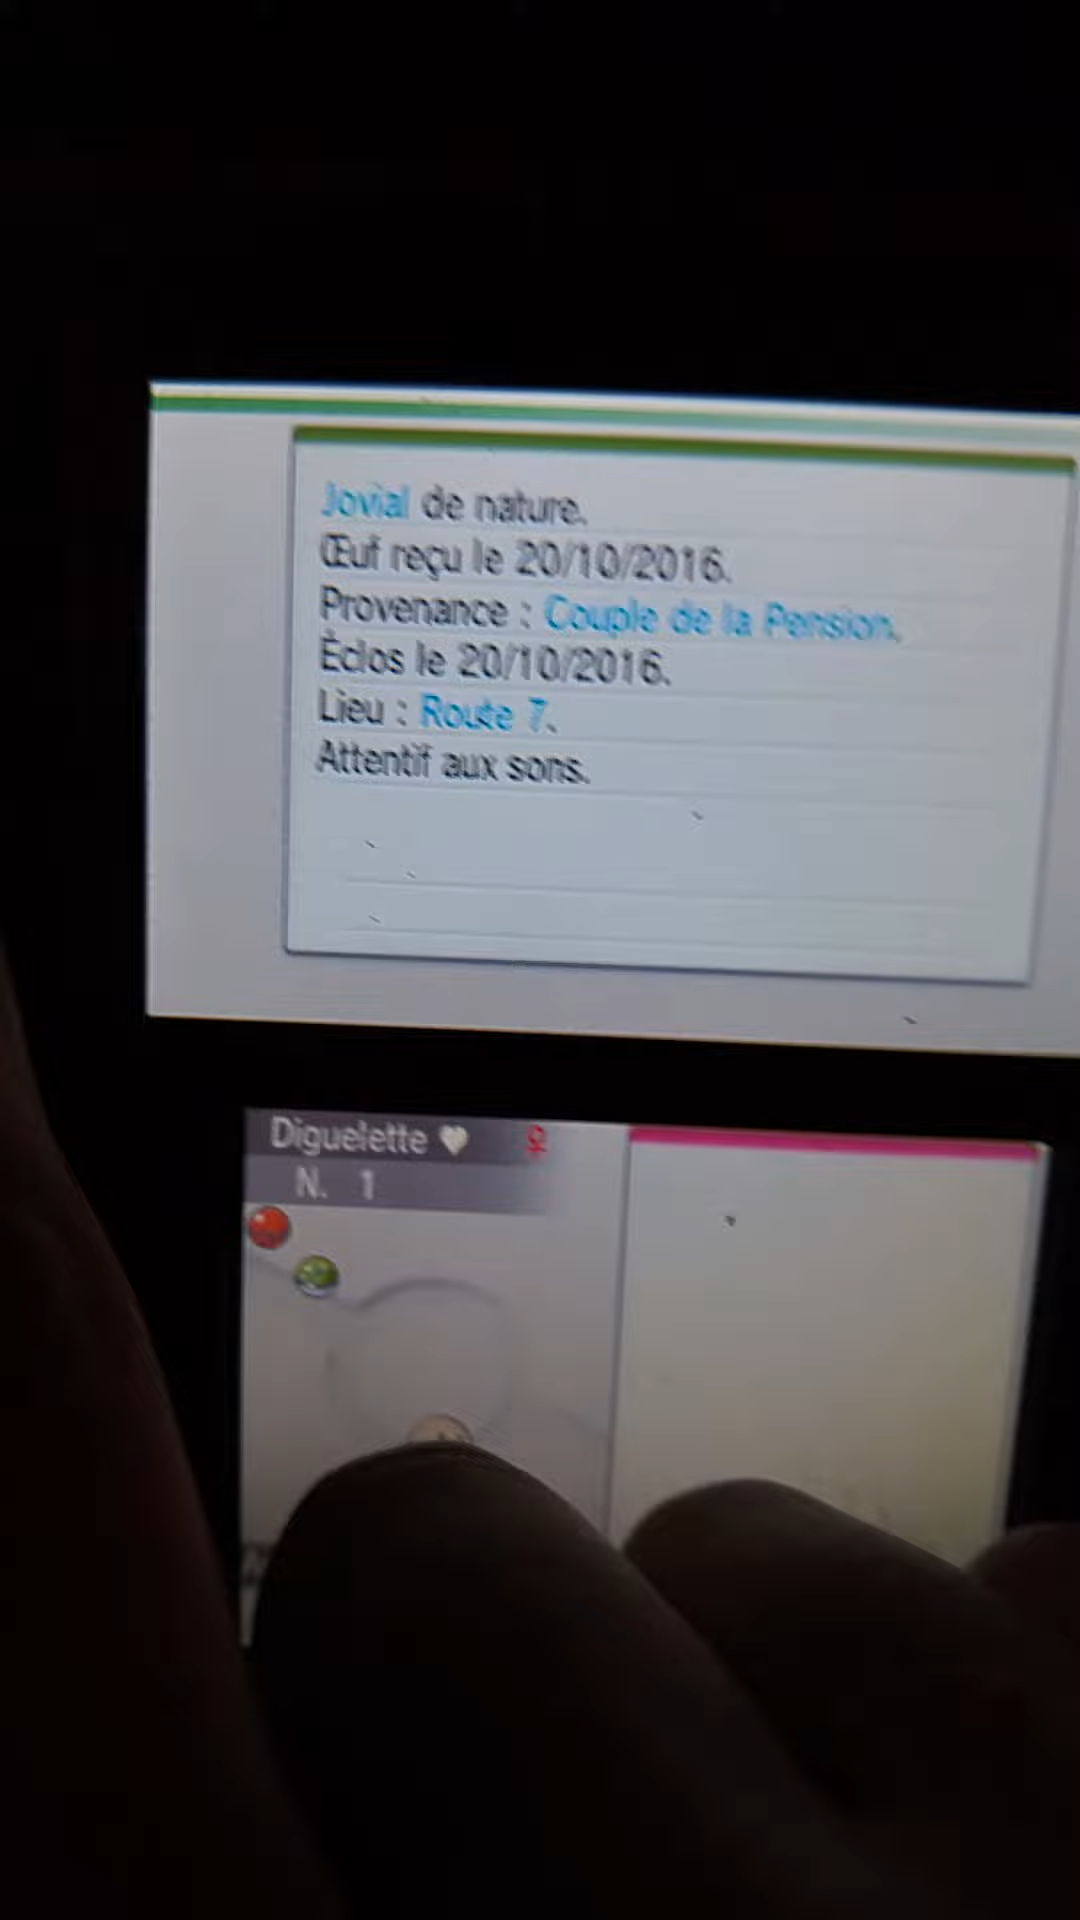 Jovial de nature.
Œuf reçu le 20/10/2016.
Provenance : Couple de la Pension.
Éclos le 20/10/2016.
Lieu : Route 7.
Attentif aux sons.
Diguelette ♥ ♀
N. 1